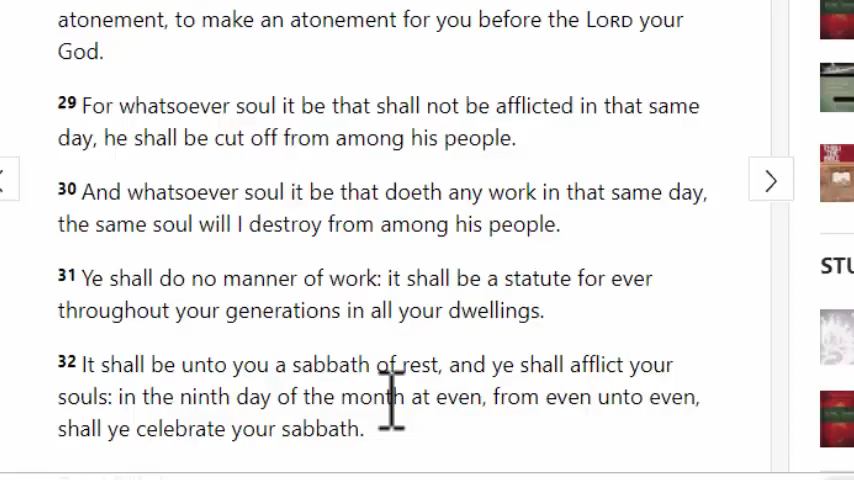 atonement, to make an atonement for you before the LORD your
God.
29 For whatsoever soul it be that shall not be afflicted in that same
day, he shall be cut off from among his people.
30 And whatsoever soul it be that doeth any work in that same day,
the same soul will I destroy from among his people.
31 Ye shall do no manner of work: it shall be a statute for ever
throughout your generations in all your dwellings.
STU
32 It shall be unto you a sabbath of rest, and ye shall afflict your
souls: in the ninth day of the month at even, from even unto even,
shall ye celebrate your sabbath.